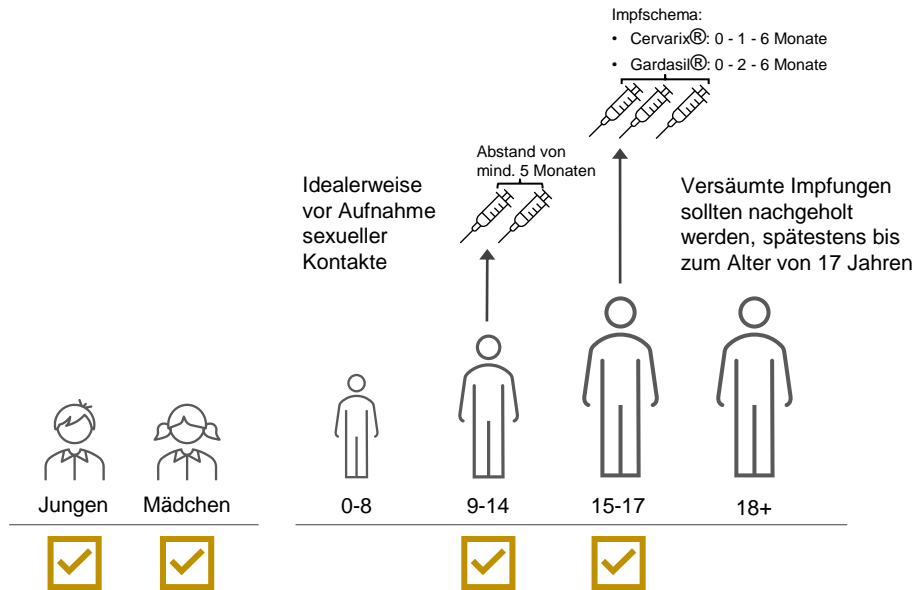 Impfschema:
• Cervarix®: 0 - 1 - 6 Monate
• Gardasil®: 0 - 2 - 6 Monate
Abstand von
mind. 5 Monaten
Idealerweise
vor Aufnahme
sexueller
Kontakte
Versäumte Impfungen
sollten nachgeholt
werden, spätestens bis
zum Alter von 17 Jahren
Jungen
Mädchen
0-8
9-14
15-17
18+